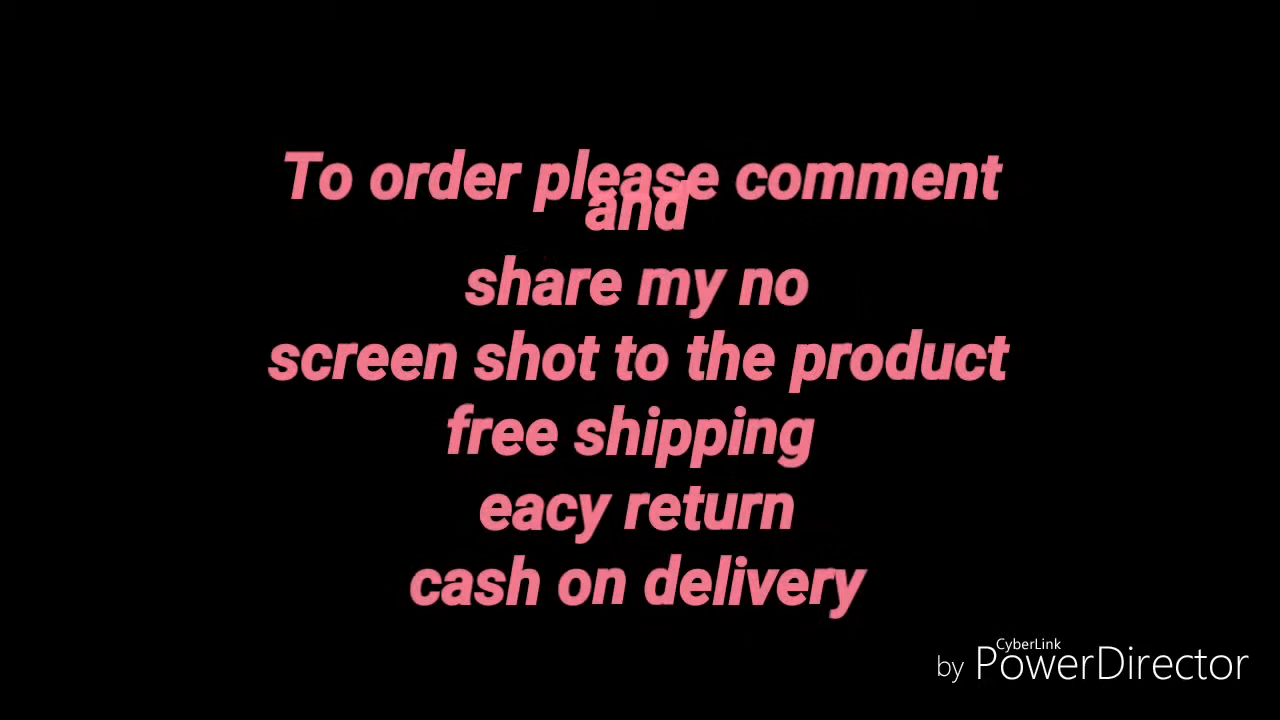 To order please comment
and
share my no
screen shot to the product
free shipping
eacy return
cash on delivery
CyberLink
by PowerDirector